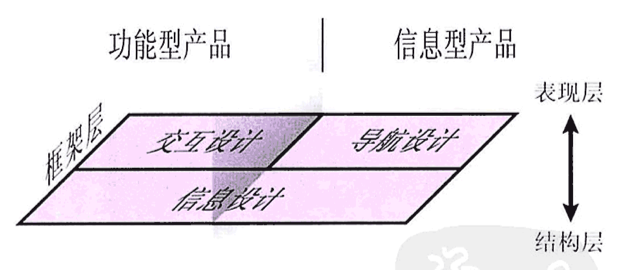 功能型产品
信息型产品
表现层
框架层
交互设计
导航设计
信息设计
结构层